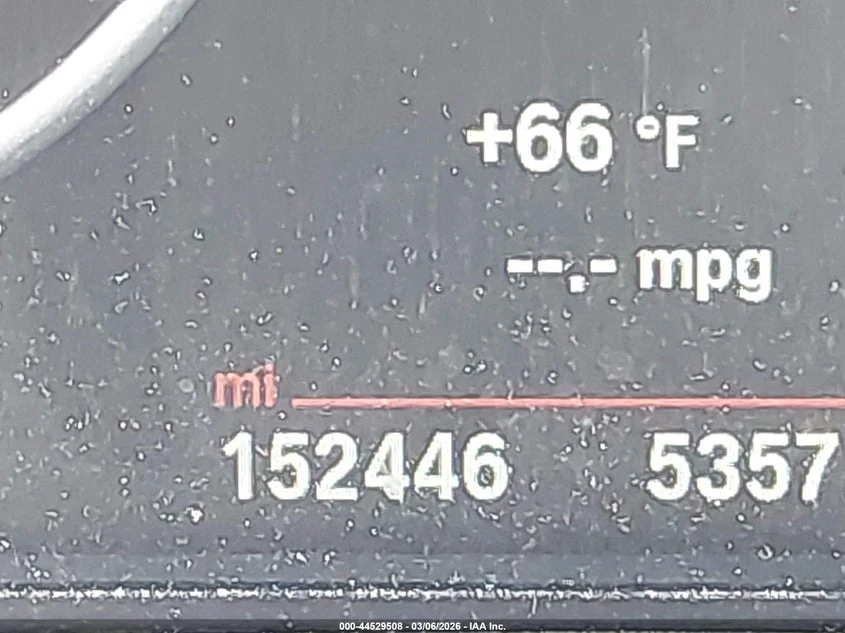 +66 °F
--.- mpg
mi
152446 5357
000-44529508 - 03/06/2026 - IAA Inc.